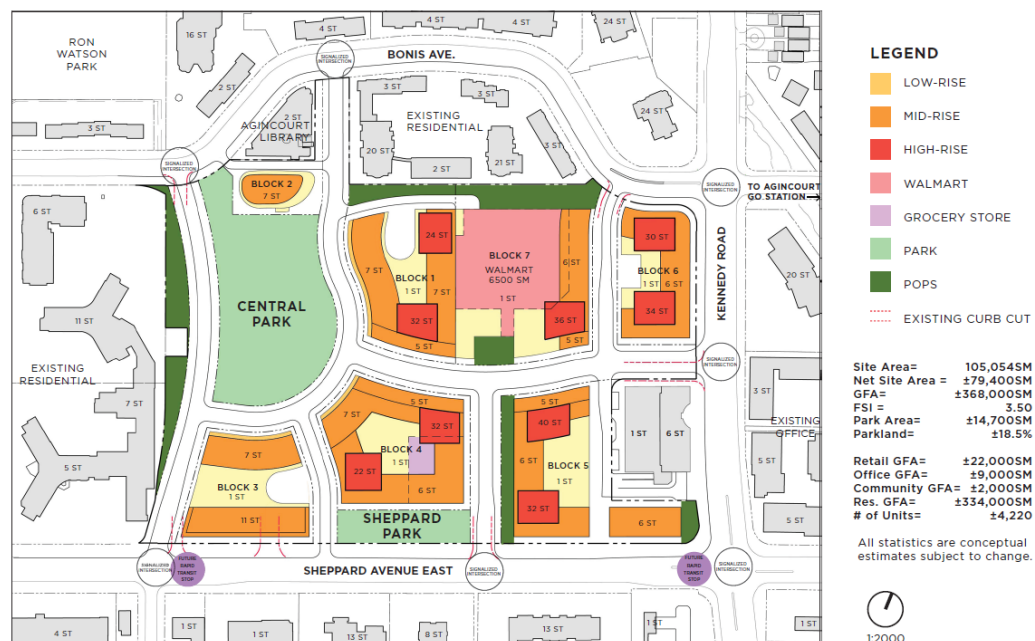 RON
WATSON
PARK
16 ST
4 ST
4 ST
4 ST
24 ST
SIGNALIZED
INTERSECTION
BONIS AVE.
2 ST
3 ST
2 ST
AGINCOURT
LIBRARY
3 ST
3 ST
EXISTING
RESIDENTIAL
20 ST
2 ST
21 ST
3 ST
24 ST
SIGNALIZED
INTERSECTION
SIGNALIZED
INTERSECTION
TO AGINCOURT
GO STATION
BLOCK 2
7 ST
6 ST
11 ST
EXISTING
RESIDENTIAL
7 ST
5 ST
CENTRAL
PARK
24 ST
7 ST
BLOCK 1
1 ST
7 ST
32 ST
5 ST
BLOCK 7
WALMART
6500 SM
1 ST
6 ST
36 ST
5 ST
30 ST
BLOCK 6
1 ST
6 ST
34 ST
KENNEDY ROAD
20 ST
SIGNALIZED
INTERSECTION
3 ST
EXISTING
OFFICE
5 ST
5 ST
7 ST
BLOCK 3
1 ST
11 ST
5 ST
7 ST
32 ST
BLOCK 4
1 ST
22 ST
6 ST
SHEPPARD
PARK
5 ST
40 ST
6 ST
BLOCK 5
1 ST
32 ST
1 ST
6 ST
6 ST
SIGNALIZED
INTERSECTION
FUTURE
RAPID
TRANSIT
STOP
SHEPPARD AVENUE EAST
SIGNALIZED
INTERSECTION
FUTURE
RAPID
TRANSIT
STOP
SIGNALIZED
INTERSECTION
4 ST
1 ST
1 ST
13 ST
8 ST
13 ST
1 ST
1 ST
LEGEND
LOW-RISE
MID-RISE
HIGH-RISE
WALMART
GROCERY STORE
PARK
POPS
EXISTING CURB CUT
Site Area= 105,054SM
Net Site Area = ±79,400SM
GFA= ±368,000SM
FSI = 3.50
Park Area= ±14,700SM
Parkland= ±18.5%
Retail GFA= ±22,000SM
Office GFA= ±9,000SM
Community GFA= ±2,000SM
Res. GFA= ±334,000SM
# of Units= ±4,220
All statistics are conceptual
estimates subject to change.
1:2000